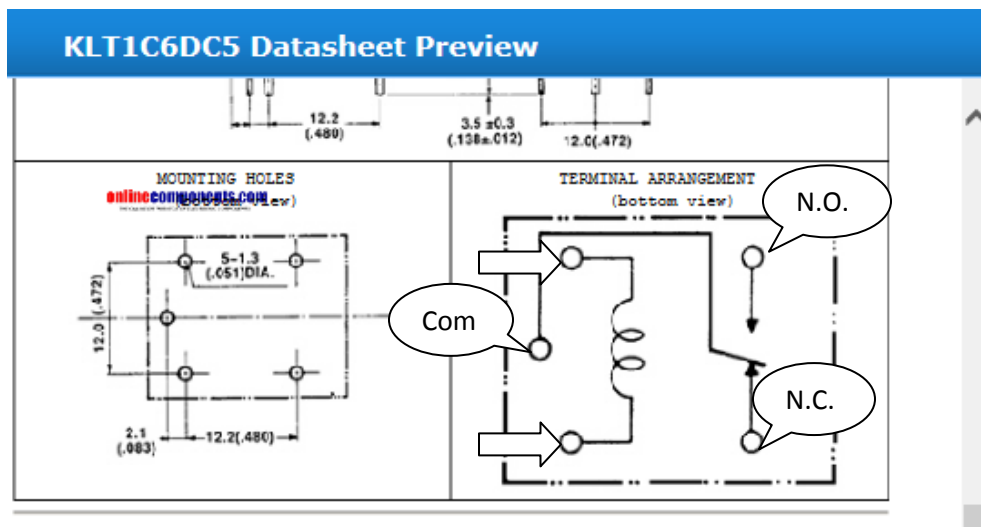 KLT1C6DC5 Datasheet Preview
12.2
(.480)
3.5 ±0.3
(.138±.012)
12.0(.472)
MOUNTING HOLES
onlinecomponents.com
view)
5-1.3
(.051)DIA.
12.0 (.472)
2.1
(.083)
12.2(.480)
TERMINAL ARRANGEMENT
(bottom view)
N.O.
Com
N.C.